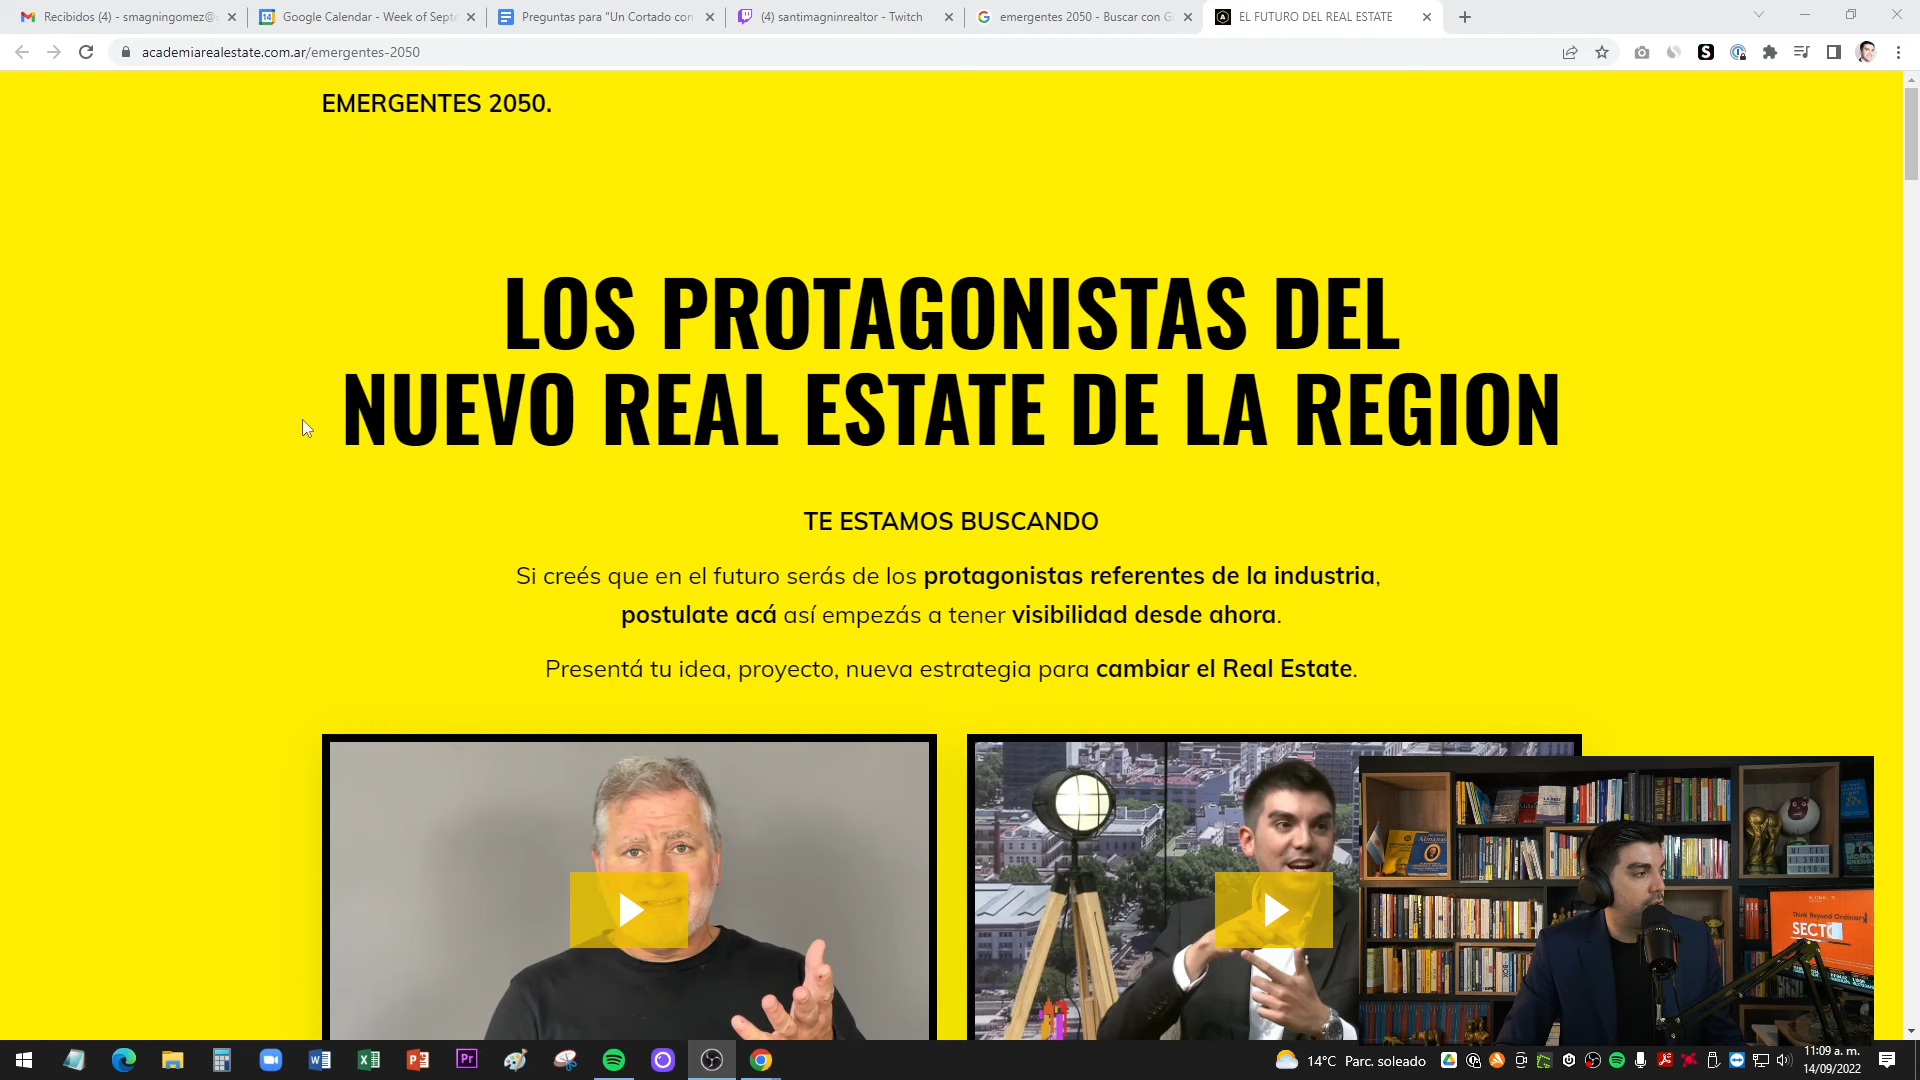 Recibidos (4) - smagningomez@
Google Calendar - Week of Septe
Preguntas para "Un Cortado con
(4) santimagninrealtor - Twitch
emergentes 2050 - Buscar con G
EL FUTURO DEL REAL ESTATE
academiarealestate.com.ar/emergentes-2050
EMERGENTES 2050.
LOS PROTAGONISTAS DEL
NUEVO REAL ESTATE DE LA REGION
TE ESTAMOS BUSCANDO
Si creés que en el futuro serás de los protagonistas referentes de la industria,
postulate acá así empezás a tener visibilidad desde ahora.
Presentá tu idea, proyecto, nueva estrategia para cambiar el Real Estate.
Think Beyond Ordinary
14°C Parc. soleado
11:09 a. m.
14/09/2022